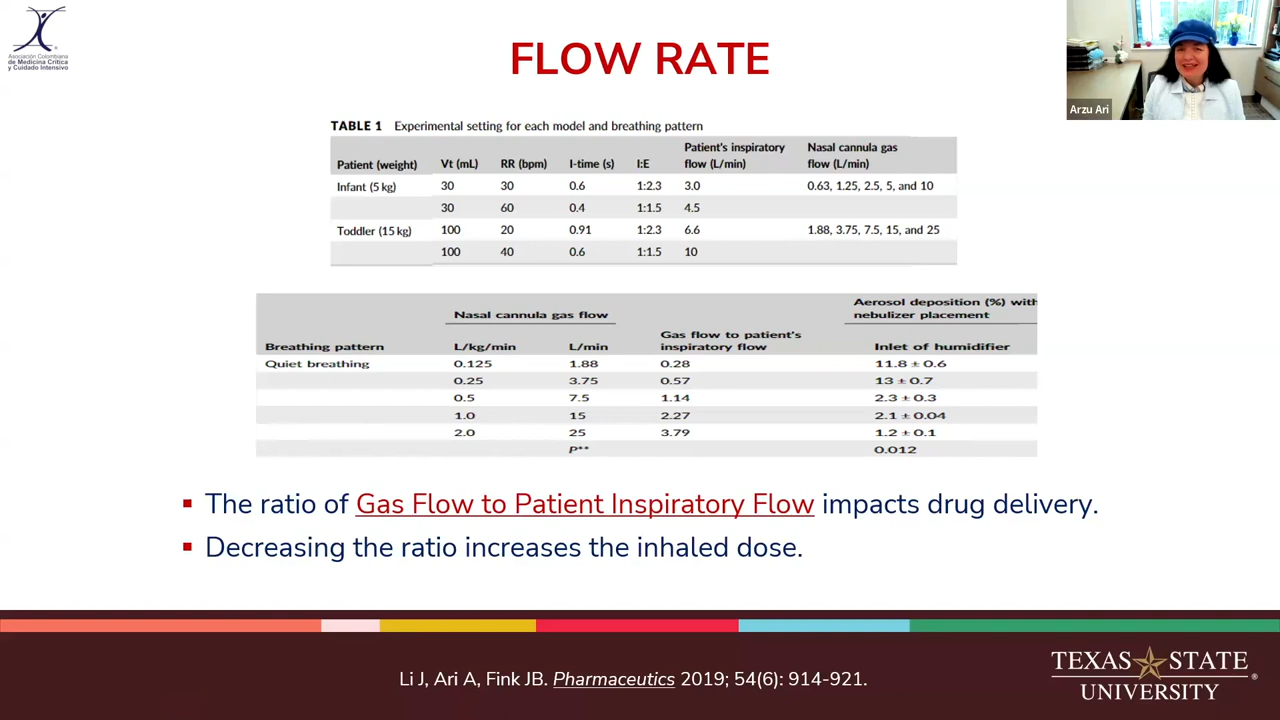 Asociación Colombiana
de Medicina Crítica
y Cuidado Intensivo
FLOW RATE
Arzu Ari
TABLE 1 Experimental setting for each model and breathing pattern
Patient (weight) Vt (mL) RR (bpm) I-time (s) I:E Patient's inspiratory flow (L/min) Nasal cannula gas flow (L/min)
Infant (5 kg) 30 30 0.6 1:2.3 3.0 0.63, 1.25, 2.5, 5, and 10
30 60 0.4 1:1.5 4.5
Toddler (15 kg) 100 20 0.91 1:2.3 6.6 1.88, 3.75, 7.5, 15, and 25
100 40 0.6 1:1.5 10
Aerosol deposition (%) with
Nasal cannula gas flow nebulizer placement
Gas flow to patient's
Breathing pattern L/kg/min L/min inspiratory flow Inlet of humidifier
Quiet breathing 0.125 1.88 0.28 11.8 ± 0.6
0.25 3.75 0.57 13 ± 0.7
0.5 7.5 1.14 2.3 ± 0.3
1.0 15 2.27 2.1 ± 0.04
2.0 25 3.79 1.2 ± 0.1
P** 0.012
▪ The ratio of Gas Flow to Patient Inspiratory Flow impacts drug delivery.
▪ Decreasing the ratio increases the inhaled dose.
Li J, Ari A, Fink JB. Pharmaceutics 2019; 54(6): 914-921.
TEXAS STATE
UNIVERSITY®